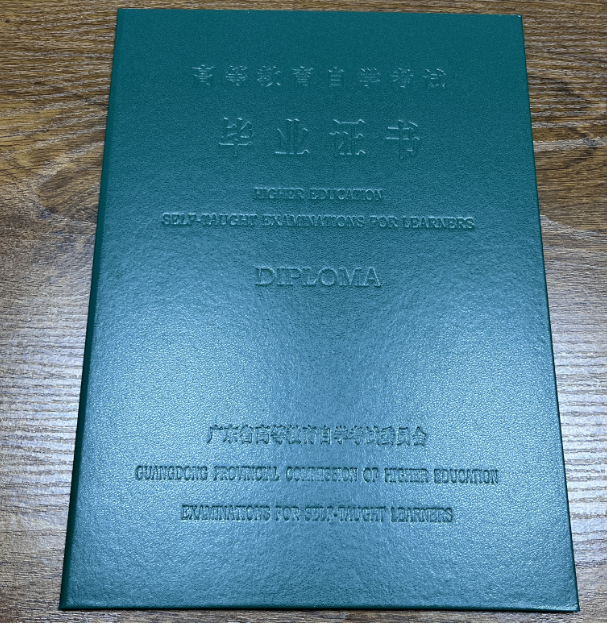 高等教育自学考试
毕业证书
HIGHER EDUCATION
SELF-TAUGHT EXAMINATIONS FOR LEARNERS
DIPLOMA
广东省高等教育自学考试委员会
GUANGDONG PROVINCIAL COMMISSION OF HIGHER EDUCATION
EXAMINATIONS FOR SELF-TAUGHT LEARNERS